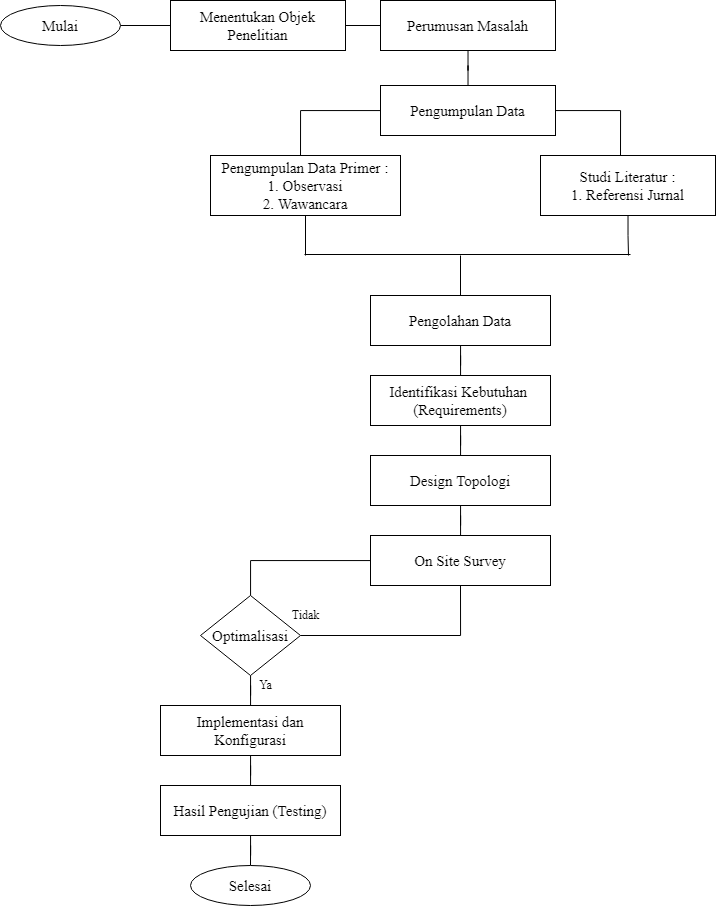 Mulai
Menentukan Objek
Penelitian
Perumusan Masalah
Pengumpulan Data
Pengumpulan Data Primer :
1. Observasi
2. Wawancara
Studi Literatur :
1. Referensi Jurnal
Pengolahan Data
Identifikasi Kebutuhan
(Requirements)
Design Topologi
On Site Survey
Tidak
Optimalisasi
Ya
Implementasi dan
Konfigurasi
Hasil Pengujian (Testing)
Selesai